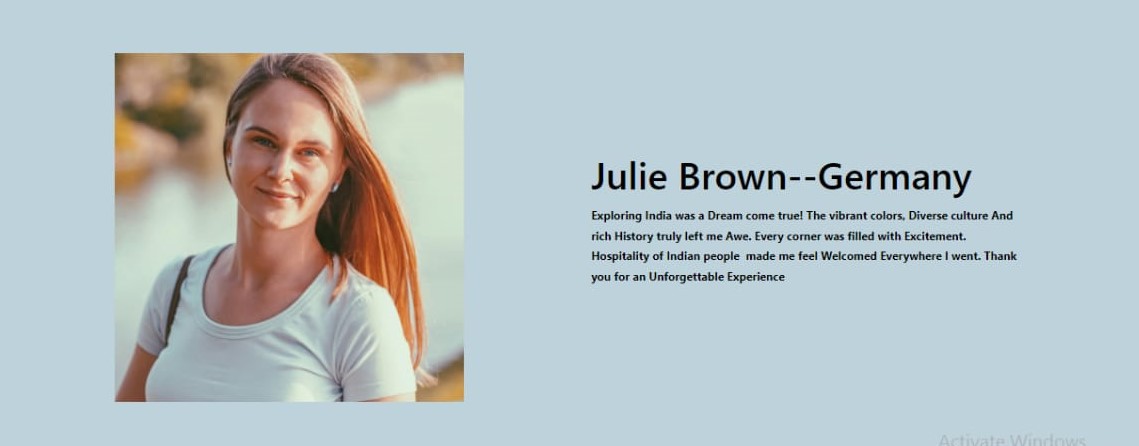 Julie Brown--Germany
Exploring India was a Dream come true! The vibrant colors, Diverse culture And
rich History truly left me Awe. Every corner was filled with Excitement.
Hospitality of Indian people  made me feel Welcomed Everywhere I went. Thank
you for an Unforgettable Experience
Activate Windows